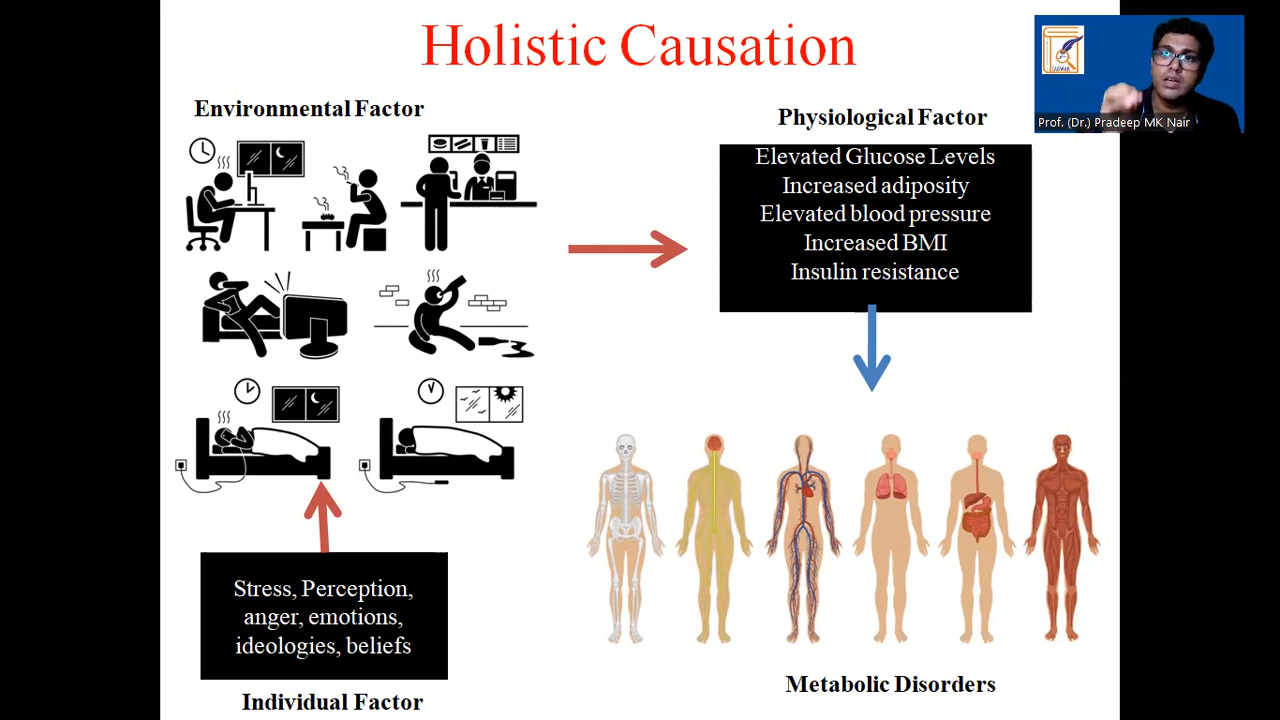 Holistic Causation
Environmental Factor
Physiological Factor
Prof. (Dr.) Pradeep MK Nair
Elevated Glucose Levels
Increased adiposity
Elevated blood pressure
Increased BMI
Insulin resistance
Stress, Perception,
anger, emotions,
ideologies, beliefs
Individual Factor
Metabolic Disorders